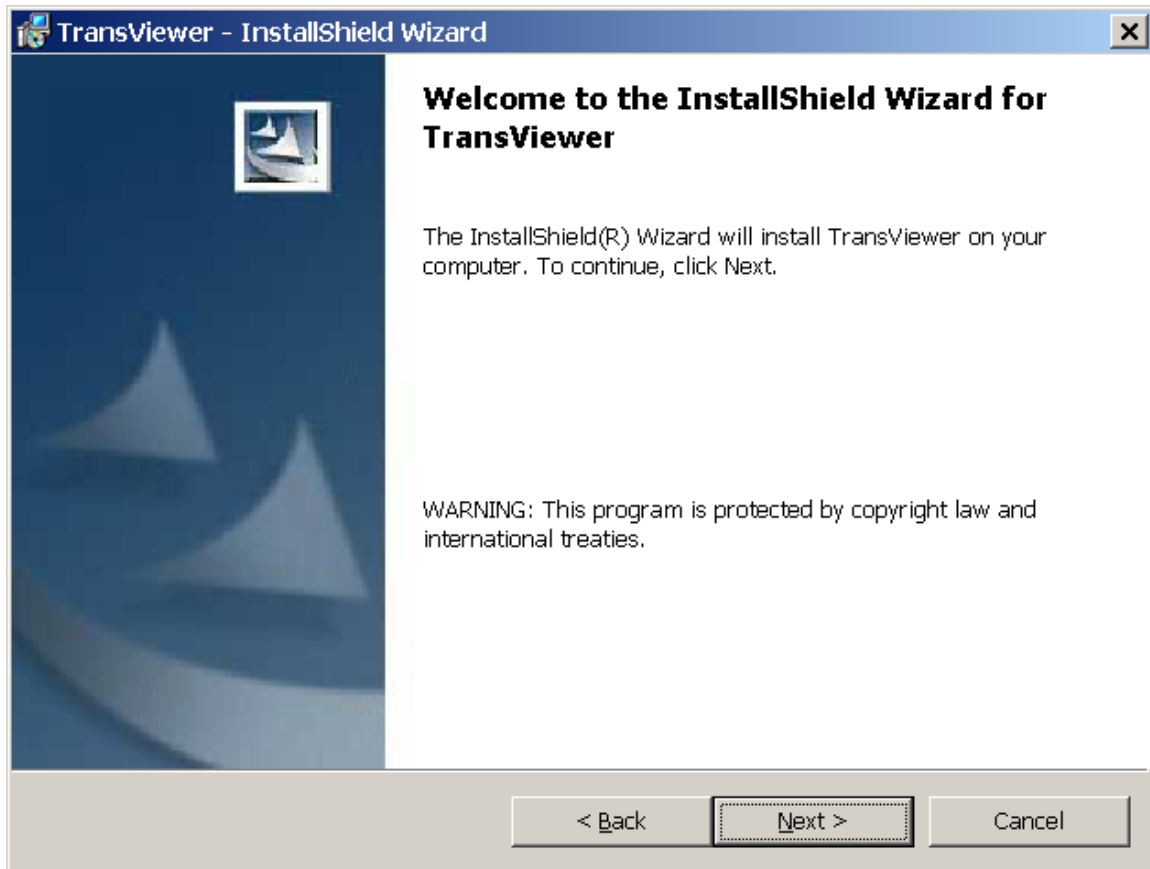 TransViewer - InstallShield Wizard
Welcome to the InstallShield Wizard for
TransViewer
The InstallShield(R) Wizard will install TransViewer on your
computer. To continue, click Next.
WARNING: This program is protected by copyright law and
international treaties.
< Back Next > Cancel